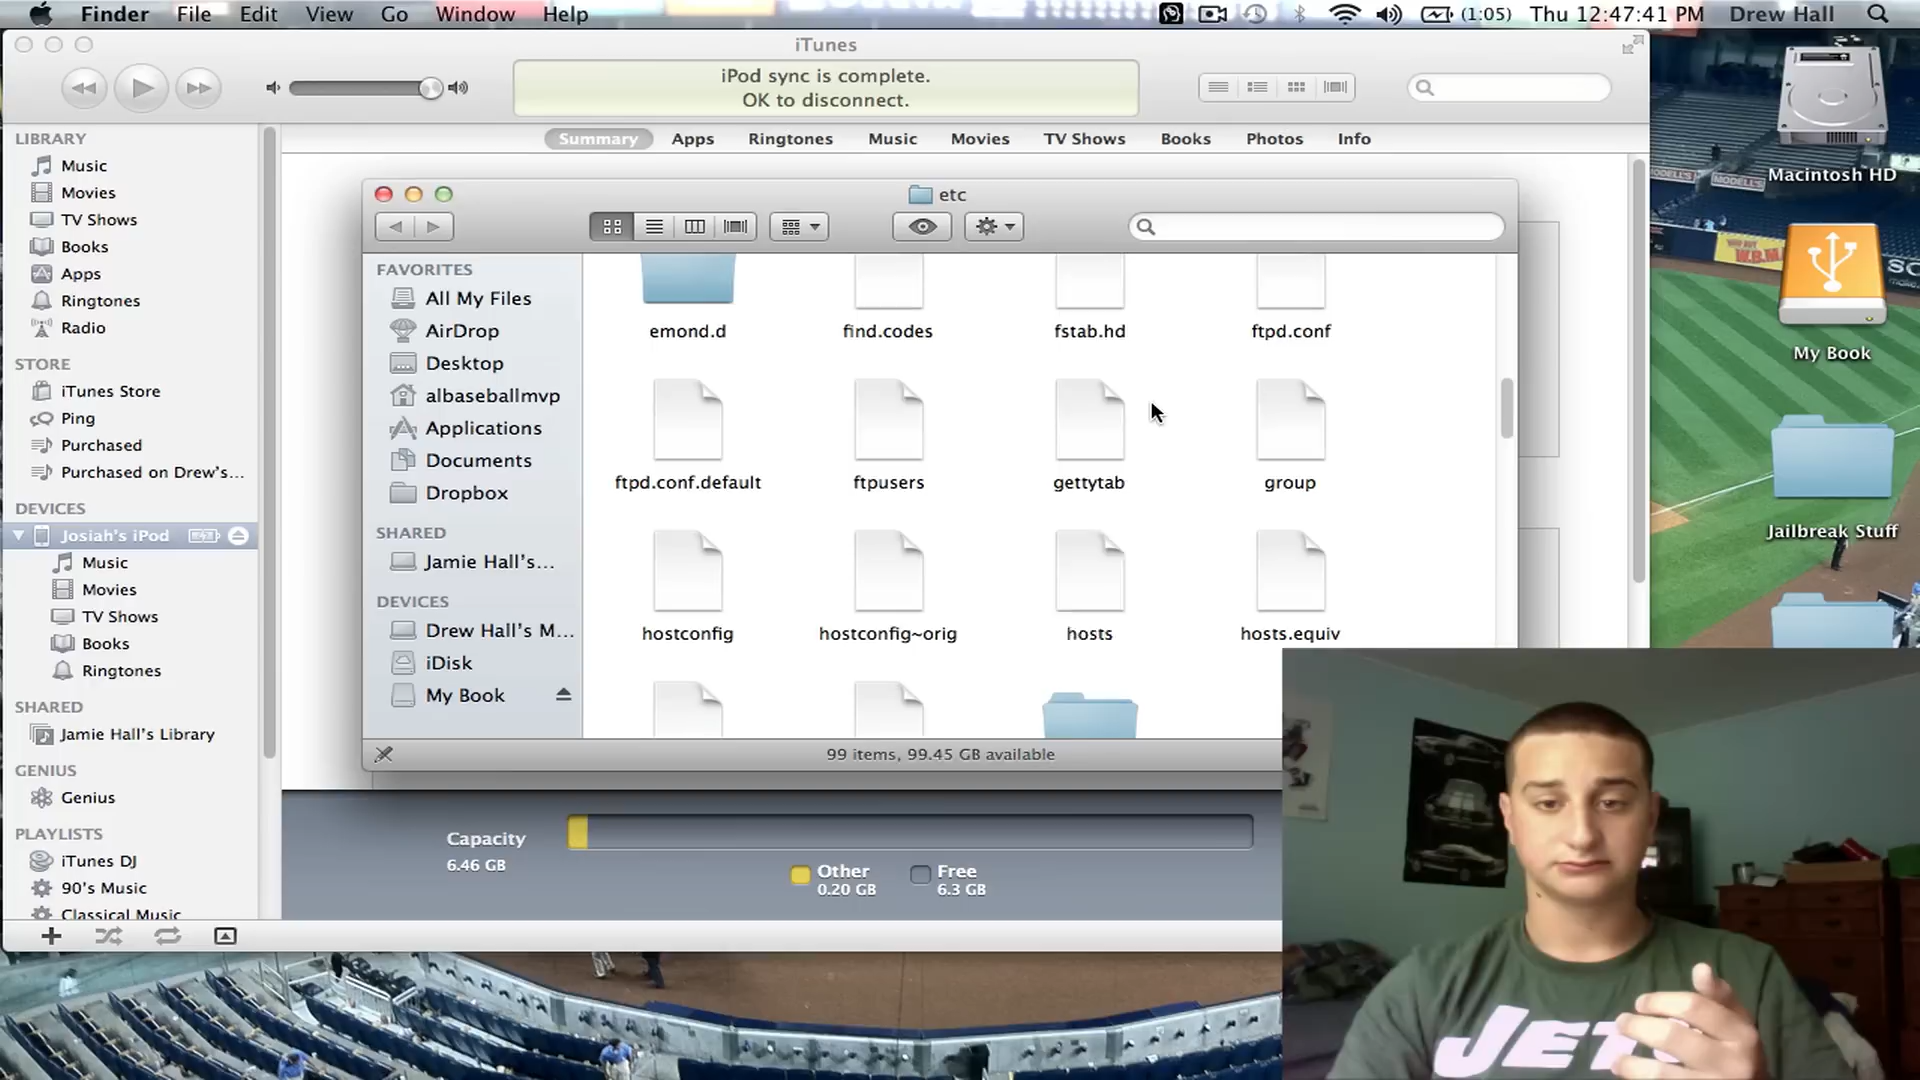 Finder File Edit View Go Window Help (1:05) Thu 12:47:41 PM Drew Hall
iTunes
iPod sync is complete.
OK to disconnect.
Summary Apps Ringtones Music Movies TV Shows Books Photos Info
LIBRARY
Music
Movies
TV Shows
Books
Apps
Ringtones
Radio
STORE
iTunes Store
Ping
Purchased
Purchased on Drew's...
DEVICES
Josiah's iPod
Music
Movies
TV Shows
Books
Ringtones
SHARED
Jamie Hall's Library
GENIUS
Genius
PLAYLISTS
iTunes DJ
90's Music
Classical Music
etc
FAVORITES
All My Files
AirDrop
Desktop
albaseballmvp
Applications
Documents
Dropbox
SHARED
Jamie Hall's...
DEVICES
Drew Hall's M...
iDisk
My Book
emond.d find.codes fstab.hd ftpd.conf
ftpd.conf.default ftpusers gettytab group
hostconfig hostconfig~orig hosts hosts.equiv
99 items, 99.45 GB available
Capacity
6.46 GB
Other
0.20 GB
Free
6.3 GB
Macintosh HD
My Book
Jailbreak Stuff
MODELL'S
MODELL'S
W.B.M
JETS